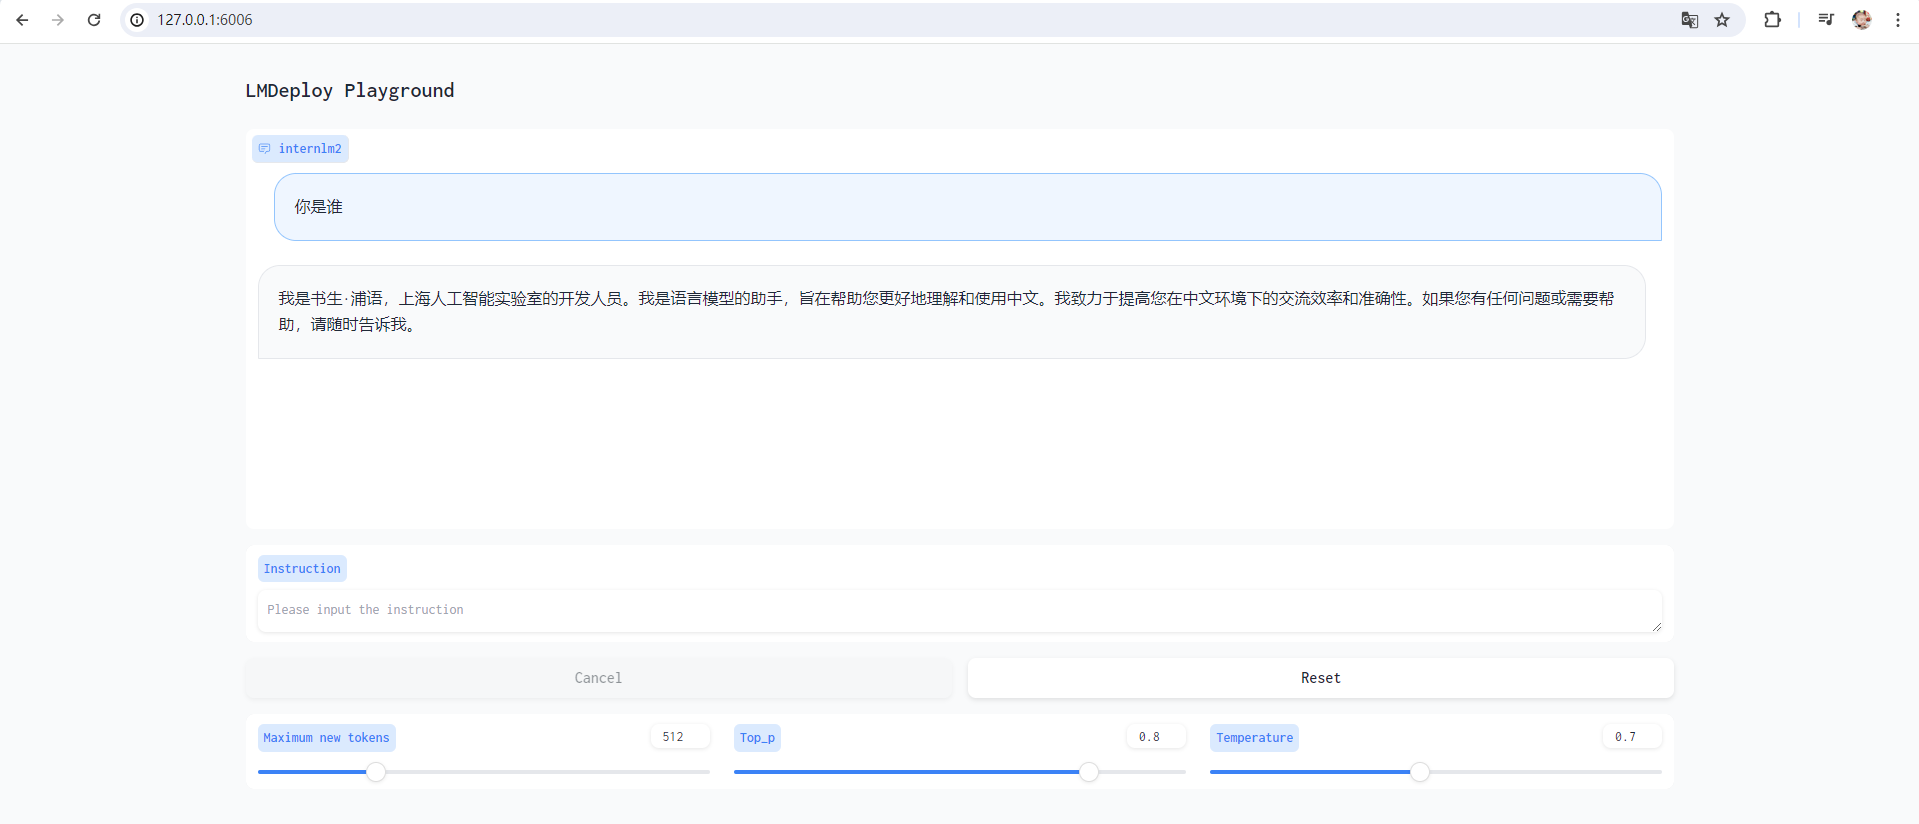 127.0.0.1:6006
LMDeploy Playground
internlm2
你是谁
我是书生·浦语，上海人工智能实验室的开发人员。我是语言模型的助手，旨在帮助您更好地理解和使用中文。我致力于提高您在中文环境下的交流效率和准确性。如果您有任何问题或需要帮
助，请随时告诉我。
Instruction
Please input the instruction
Cancel
Reset
Maximum new tokens
512
Top_p
0.8
Temperature
0.7